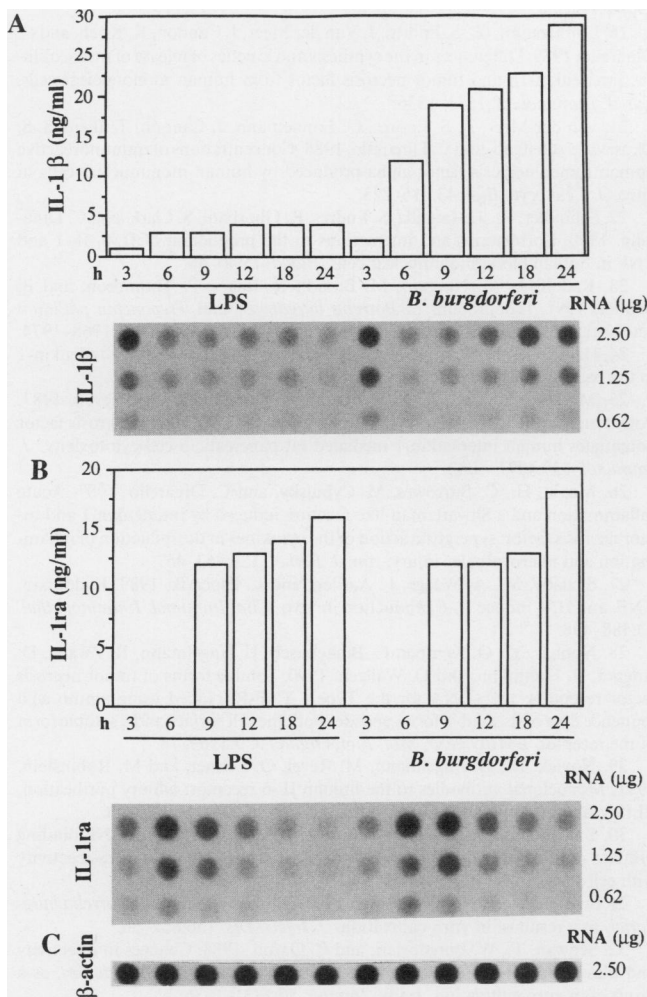 A
IL-1β (ng/ml)
30
25
20
15
10
5
0
h 3 6 9 12 18 24 3 6 9 12 18 24
LPS B. burgdorferi RNA (μg)
IL-1β
2.50
1.25
0.62
B
IL-1ra (ng/ml)
20
15
10
5
0
h 3 6 9 12 18 24 3 6 9 12 18 24
LPS B. burgdorferi
RNA (μg)
IL-1ra
2.50
1.25
0.62
C
RNA (μg)
β-actin
2.50